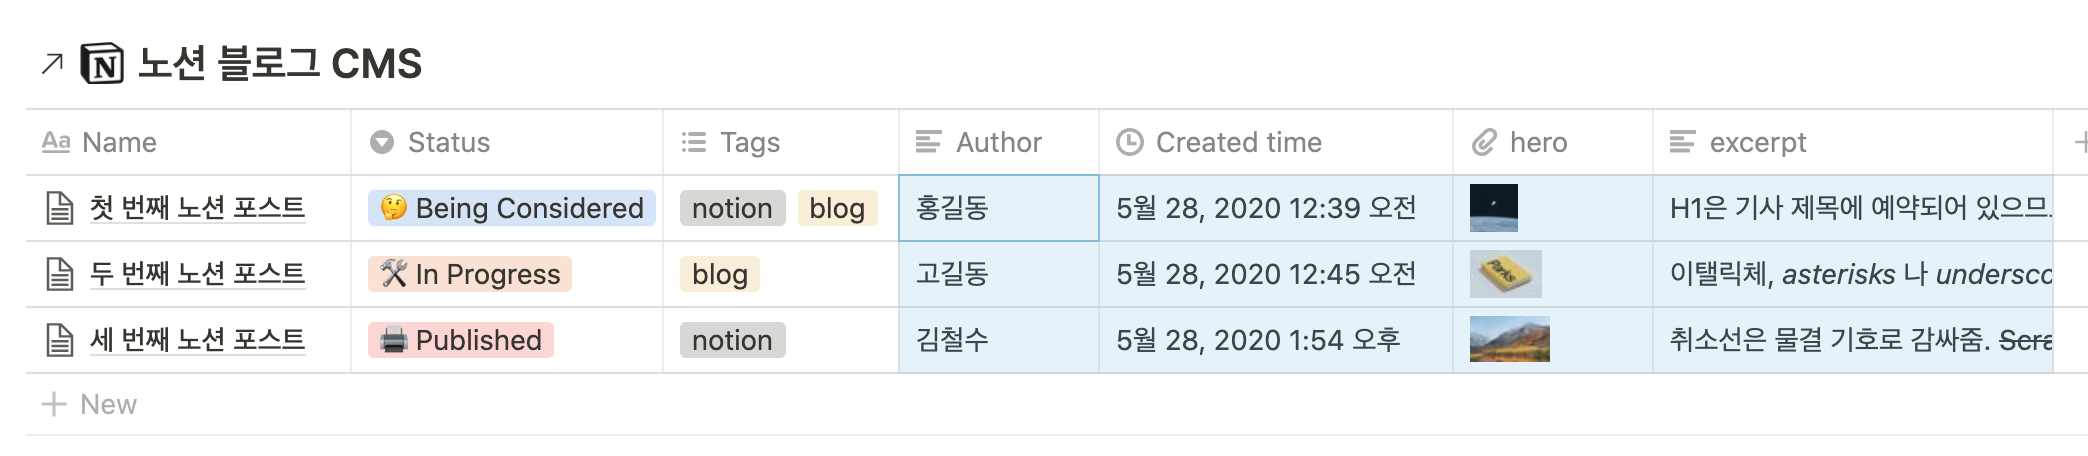 노션 블로그 CMS
Aa Name Status Tags Author Created time hero excerpt
첫 번째 노션 포스트 🤔 Being Considered notion blog 홍길동 5월 28, 2020 12:39 오전 H1은 기사 제목에 예약되어 있으므
두 번째 노션 포스트 🛠 In Progress blog 고길동 5월 28, 2020 12:45 오전 Parks 이탤릭체, asterisks 나 undersco
세 번째 노션 포스트 🖨 Published notion 김철수 5월 28, 2020 1:54 오후 취소선은 물결 기호로 감싸줌. Scra
+ New